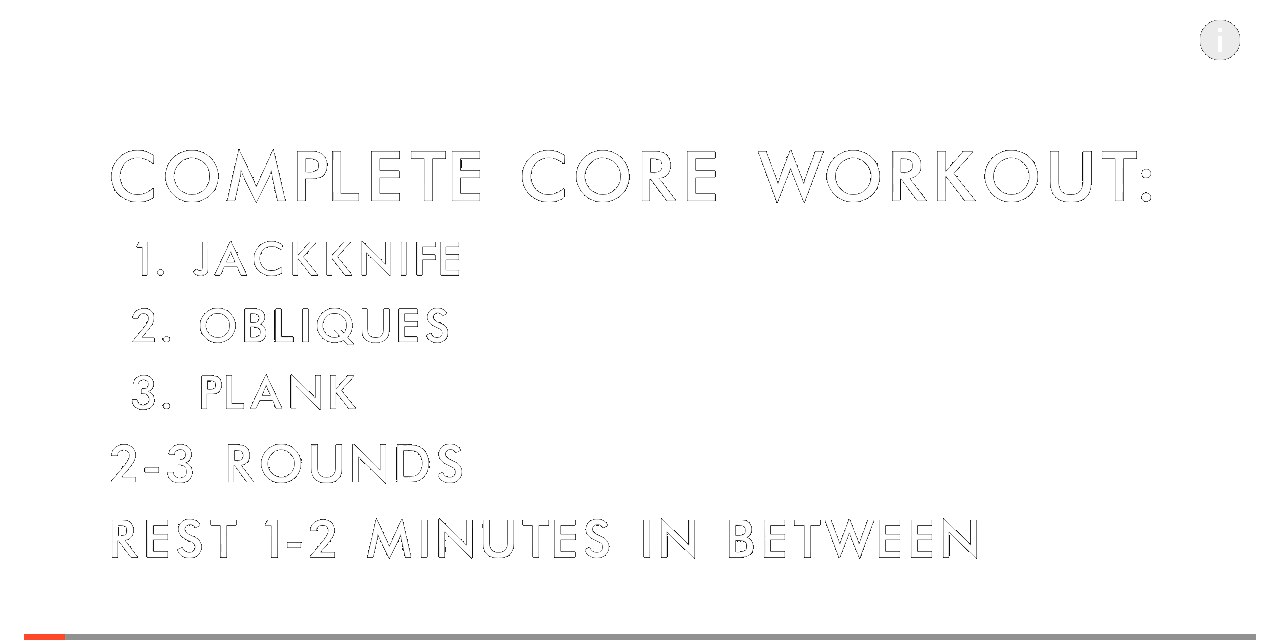 COMPLETE CORE WORKOUT:
1. JACKKNIFE
2. OBLIQUES
3. PLANK
2-3 ROUNDS
REST 1-2 MINUTES IN BETWEEN